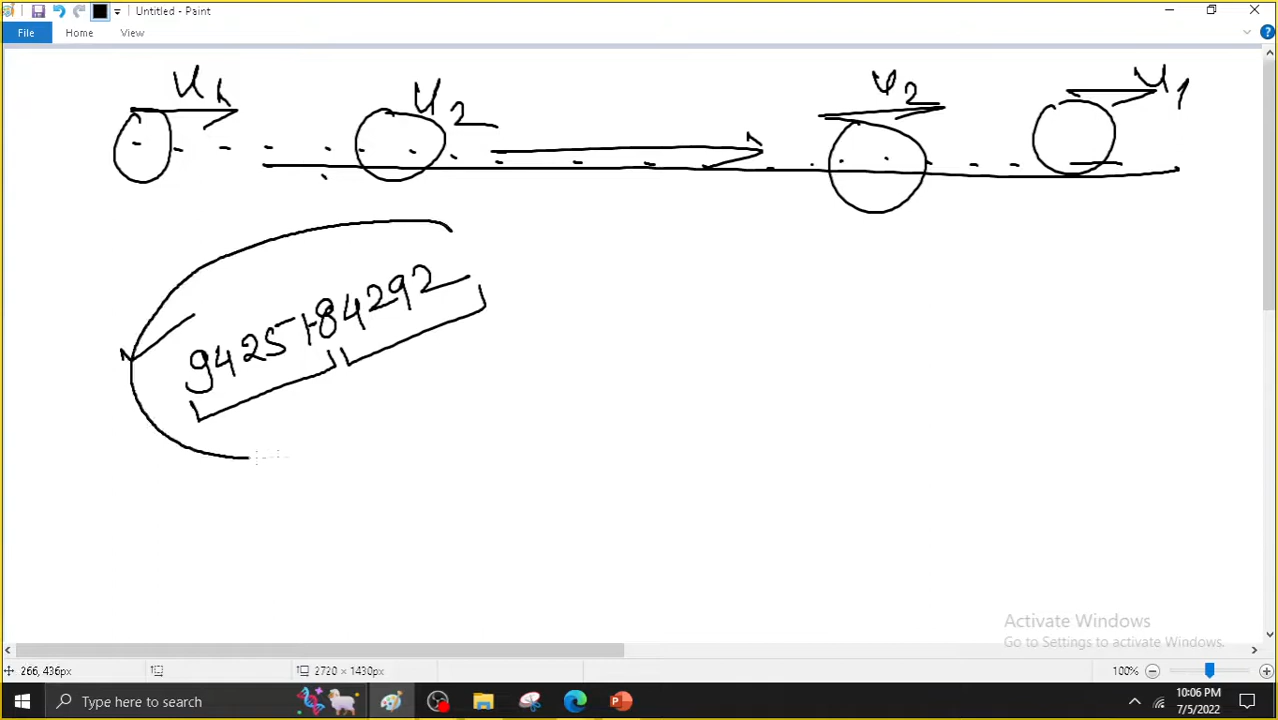 Untitled - Paint
File Home View
u1 u2 u2 u1
9425184292
Activate Windows
Go to Settings to activate Windows.
266, 436px 2720 × 1430px 100%
Type here to search
10:06 PM
7/5/2022